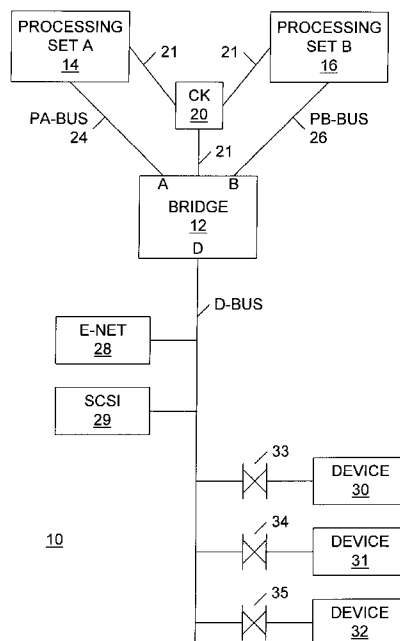 PROCESSING
SET A
14
PROCESSING
SET B
16
21
21
CK
20
PA-BUS
24
PB-BUS
26
21
A
B
BRIDGE
12
D
D-BUS
E-NET
28
SCSI
29
33
DEVICE
30
10
34
DEVICE
31
35
DEVICE
32